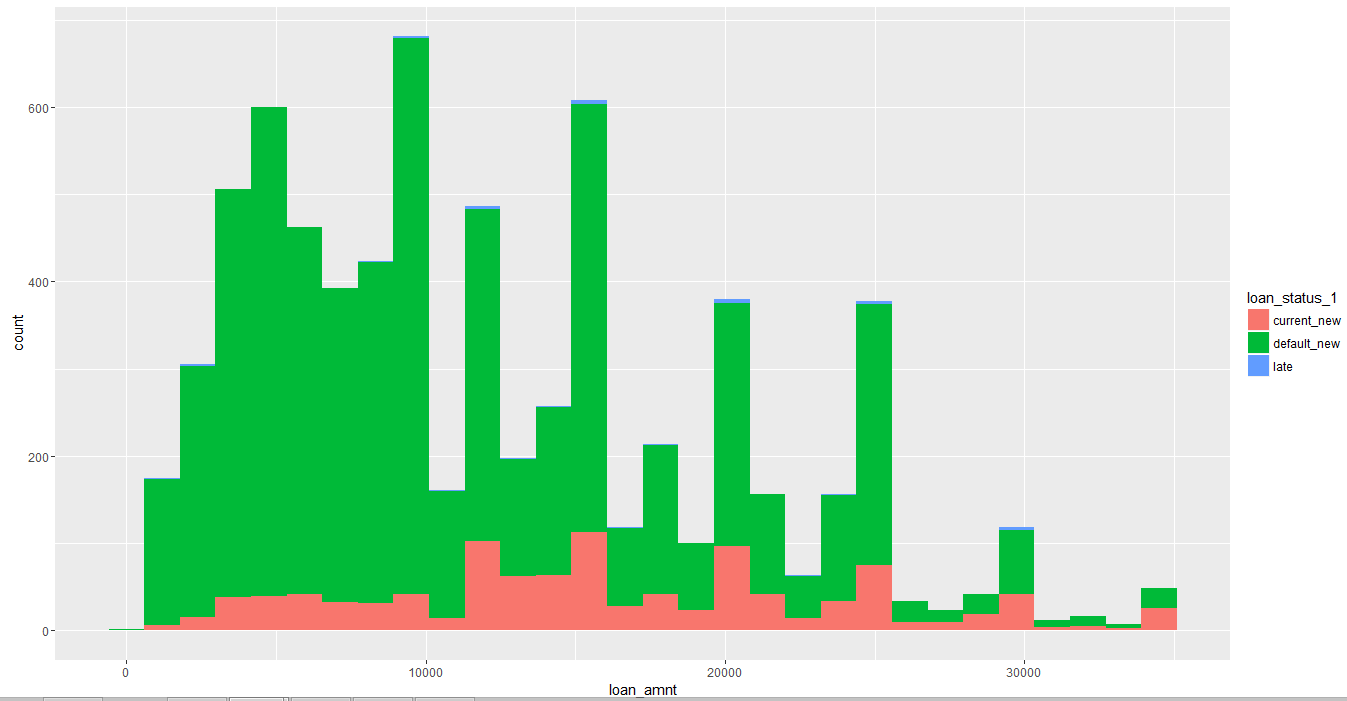 600
400
200
0
count
0
10000
20000
30000
loan_amnt
loan_status_1
current_new
default_new
late